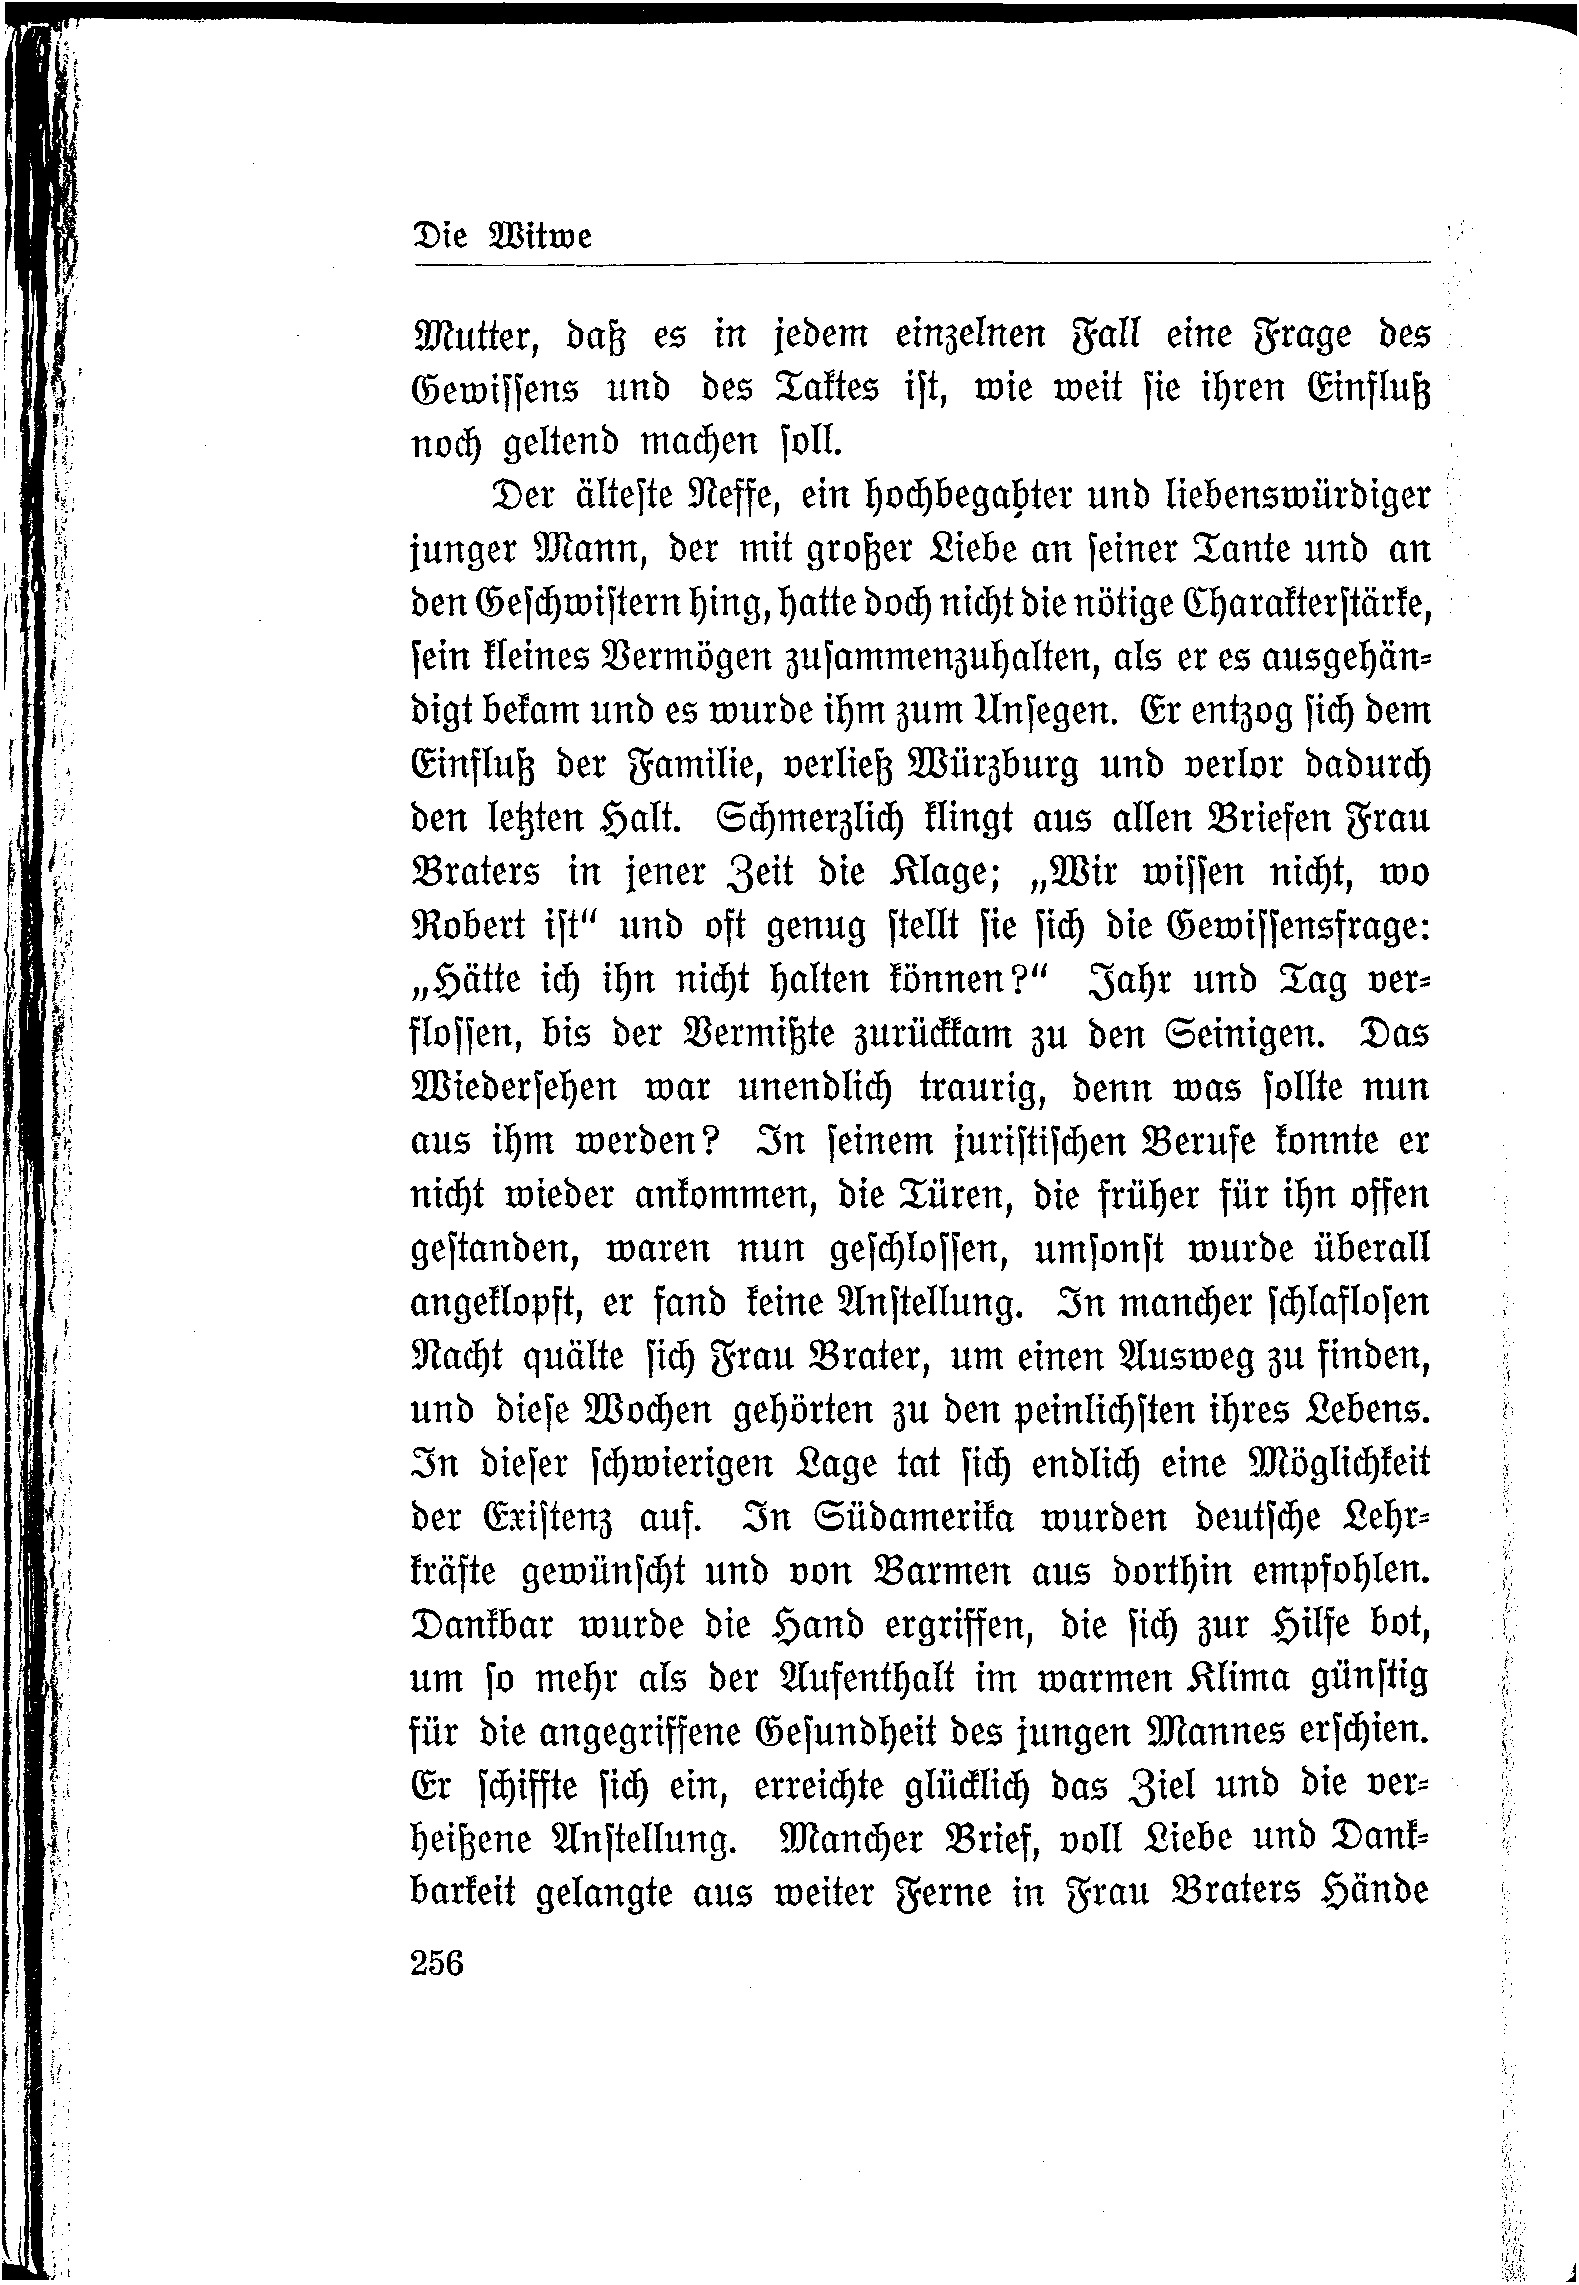 Die Witwe
Mutter, daß es in jedem einzelnen Fall eine Frage des
Gewissens und des Taktes ist, wie weit sie ihren Einfluß
noch geltend machen soll.
Der älteste Neffe, ein hochbegabter und liebenswürdiger
junger Mann, der mit großer Liebe an seiner Tante und an
den Geschwistern hing, hatte doch nicht die nötige Charakterstärke,
sein kleines Vermögen zusammenzuhalten, als er es ausgehän-
digt bekam und es wurde ihm zum Unsegen. Er entzog sich dem
Einfluß der Familie, verließ Würzburg und verlor dadurch
den letzten Halt. Schmerzlich klingt aus allen Briefen Frau
Braters in jener Zeit die Klage; „Wir wissen nicht, wo
Robert ist“ und oft genug stellt sie sich die Gewissensfrage:
„Hätte ich ihn nicht halten können?“ Jahr und Tag ver-
flossen, bis der Vermißte zurückkam zu den Seinigen. Das
Wiedersehen war unendlich traurig, denn was sollte nun
aus ihm werden? In seinem juristischen Berufe konnte er
nicht wieder ankommen, die Türen, die früher für ihn offen
gestanden, waren nun geschlossen, umsonst wurde überall
angeklopft, er fand keine Anstellung. In mancher schlaflosen
Nacht quälte sich Frau Brater, um einen Ausweg zu finden,
und diese Wochen gehörten zu den peinlichsten ihres Lebens.
In dieser schwierigen Lage tat sich endlich eine Möglichkeit
der Existenz auf. In Südamerika wurden deutsche Lehr-
kräfte gewünscht und von Barmen aus dorthin empfohlen.
Dankbar wurde die Hand ergriffen, die sich zur Hilfe bot,
um so mehr als der Aufenthalt im warmen Klima günstig
für die angegriffene Gesundheit des jungen Mannes erschien.
Er schiffte sich ein, erreichte glücklich das Ziel und die ver-
heißene Anstellung. Mancher Brief, voll Liebe und Dank-
barkeit gelangte aus weiter Ferne in Frau Braters Hände
256